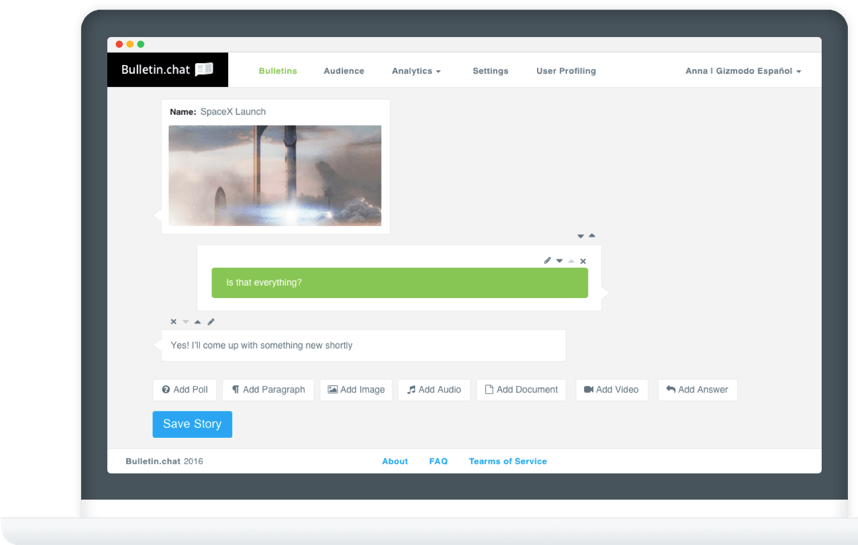 Bulletin.chat
Bulletins Audience Analytics Settings User Profiling Anna | Gizmodo Español
Name: SpaceX Launch
Is that everything?
Yes! I'll come up with something new shortly
Add Poll Add Paragraph Add Image Add Audio Add Document Add Video Add Answer
Save Story
Bulletin.chat 2016 About FAQ Tearms of Service